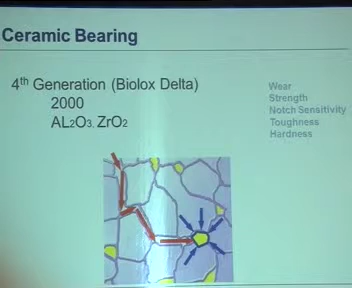 Ceramic Bearing
4th Generation (Biolox Delta)
2000
AL2O3, ZrO2
Wear
Strength
Notch Sensitivity
Toughness
Hardness